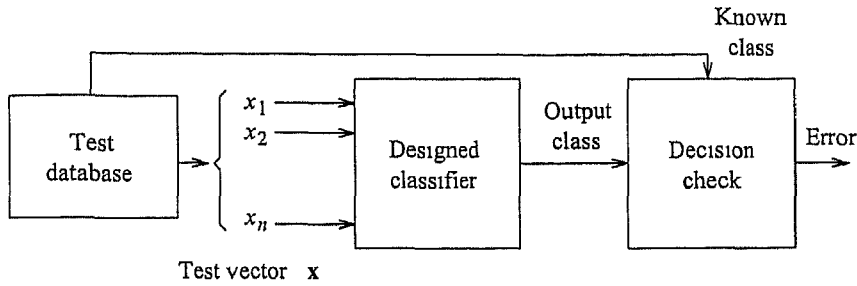 Known
class
Test
database
x1
x2
xn
Designed
classifier
Output
class
Decision
check
Error
Test vector x